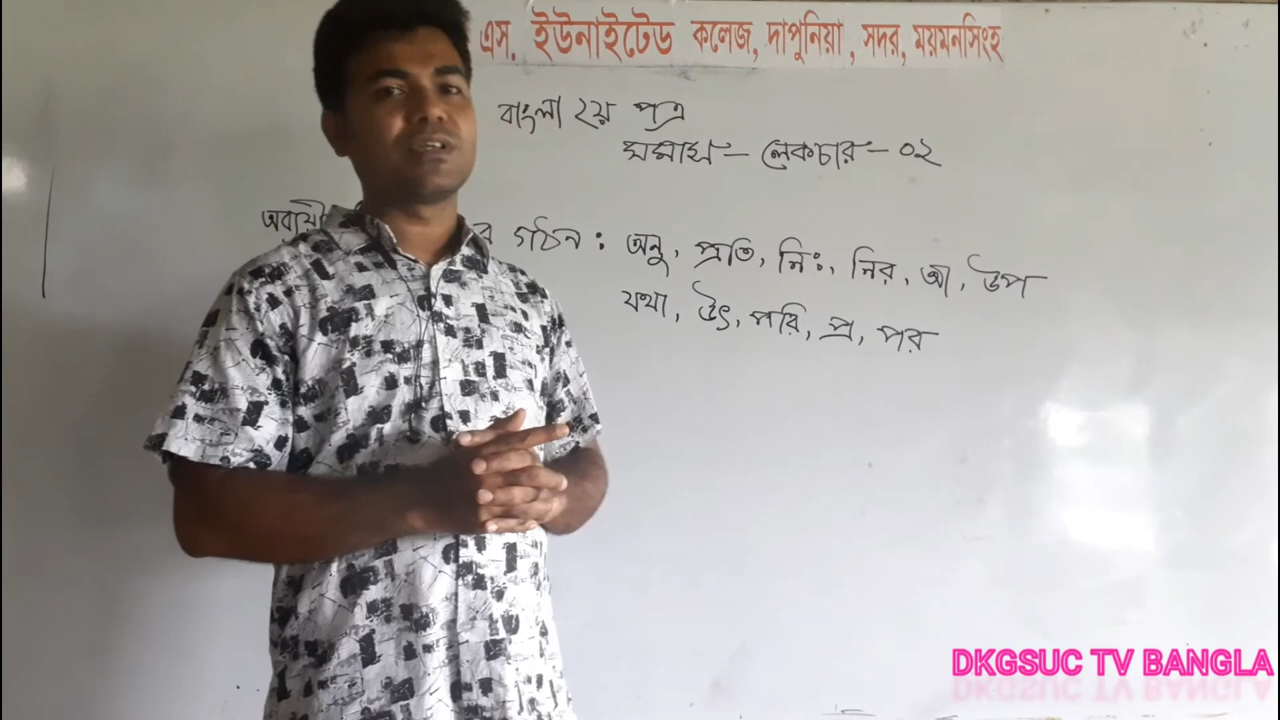 এস. ইউনাইটেড কলেজ, দাপুনিয়া, সদর, ময়মনসিংহ
বাংলা ২য় পত্র
সমাস – লেকচার – ০২
গঠন : অনু, প্রতি, নিঃ, নির, আ, উপ
যথা, উৎ, পরি, প্র, পর
DKGSUC TV BANGLA